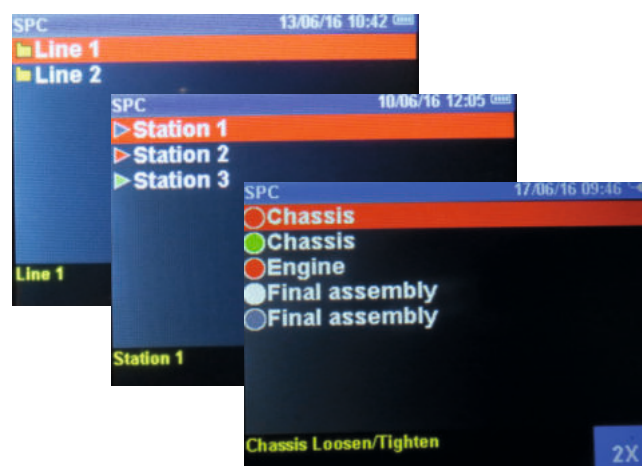 SPC 13/06/16 10:42
Line 1
Line 2
Line 1
SPC 10/06/16 12:05
Station 1
Station 2
Station 3
Station 1
SPC 17/06/16 09:46
Chassis
Chassis
Engine
Final assembly
Final assembly
Chassis Loosen/Tighten
2X